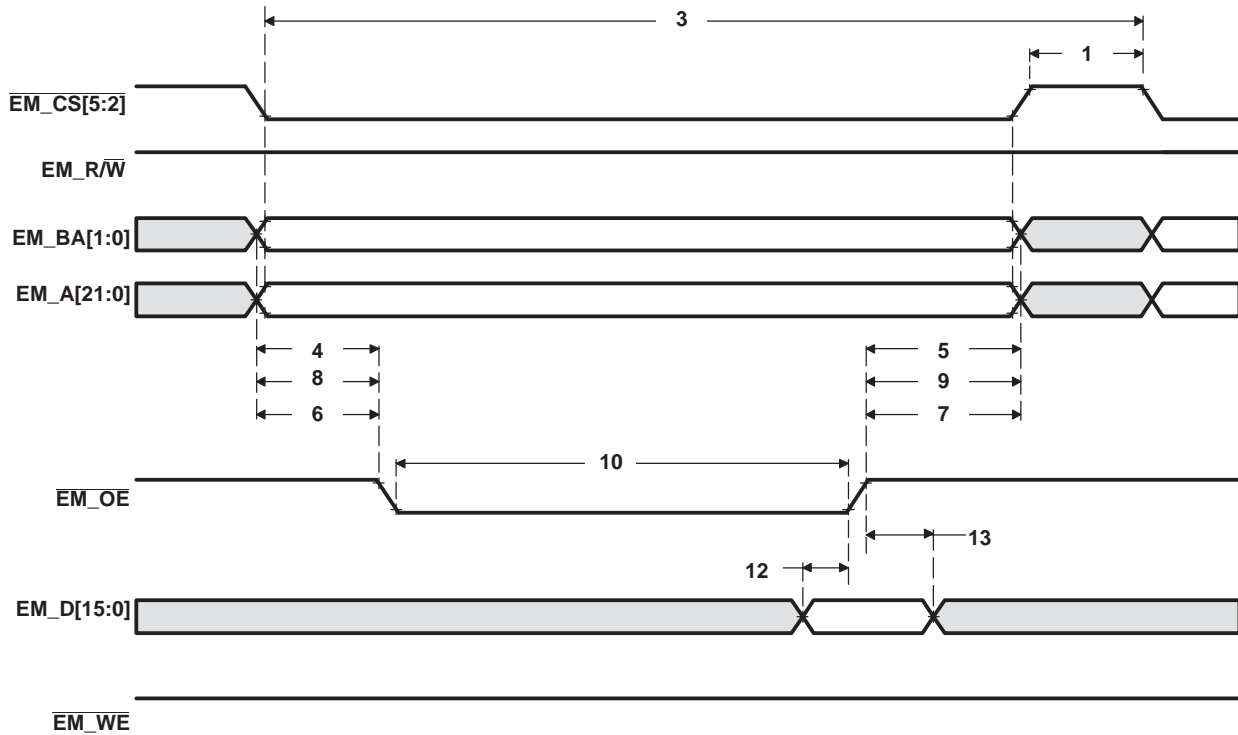 3
1
EM_CS[5:2]
EM_R/W
EM_BA[1:0]
EM_A[21:0]
4 5
8 9
6 7
10
EM_OE
13
12
EM_D[15:0]
EM_WE